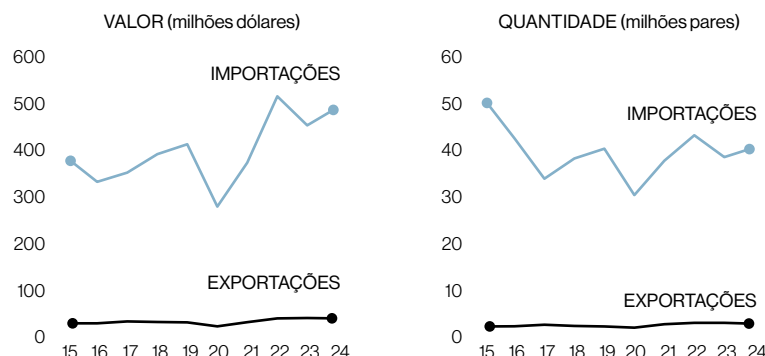 VALOR (milhões dólares)
600
IMPORTAÇÕES
500
400
300
200
100
EXPORTAÇÕES
0
15 16 17 18 19 20 21 22 23 24
QUANTIDADE (milhões pares)
60
50
IMPORTAÇÕES
40
30
20
10
EXPORTAÇÕES
0
15 16 17 18 19 20 21 22 23 24